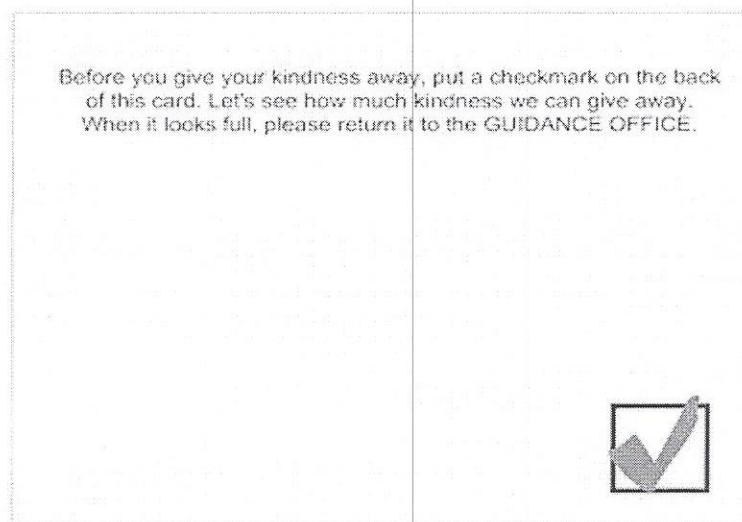 Before you give your kindness away, put a checkmark on the back
of this card. Let's see how much kindness we can give away.
When it looks full, please return it to the GUIDANCE OFFICE.